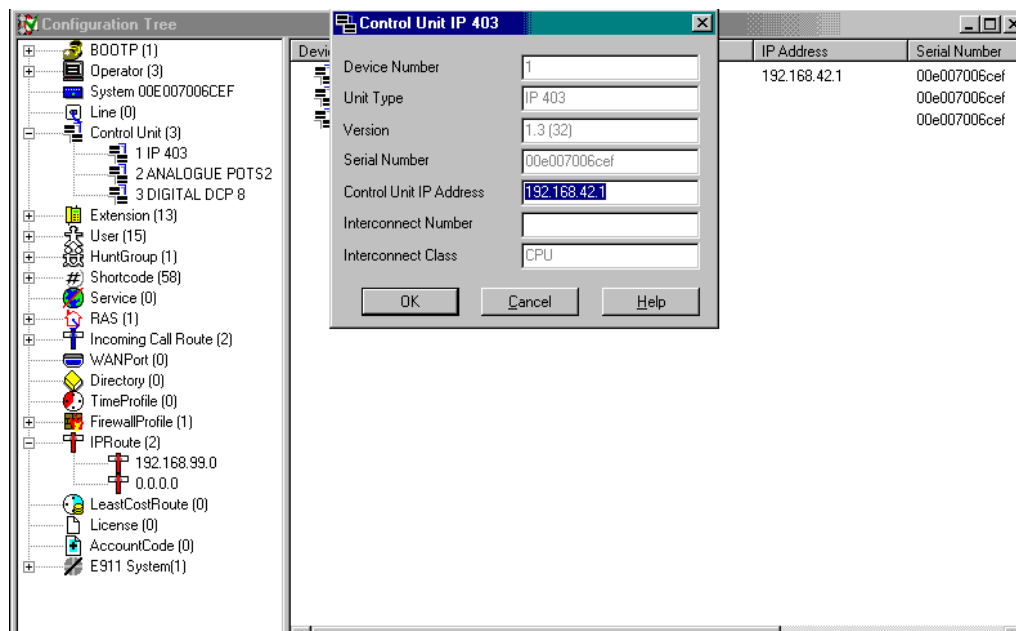 Configuration Tree
BOOTP (1)
Operator (3)
System 00E007006CEF
Line (0)
Control Unit (3)
1 IP 403
2 ANALOGUE POTS2
3 DIGITAL DCP 8
Extension (13)
User (15)
HuntGroup (1)
Shortcode (58)
Service (0)
RAS (1)
Incoming Call Route (2)
WANPort (0)
Directory (0)
TimeProfile (0)
FirewallProfile (1)
IPRoute (2)
192.168.99.0
0.0.0.0
LeastCostRoute (0)
License (0)
AccountCode (0)
E911 System(1)
Devi
IP Address
Serial Number
192.168.42.1
00e007006cef
00e007006cef
00e007006cef
Control Unit IP 403
Device Number
1
Unit Type
IP 403
Version
1.3 (32)
Serial Number
00e007006cef
Control Unit IP Address
192.168.42.1
Interconnect Number
Interconnect Class
CPU
OK
Cancel
Help